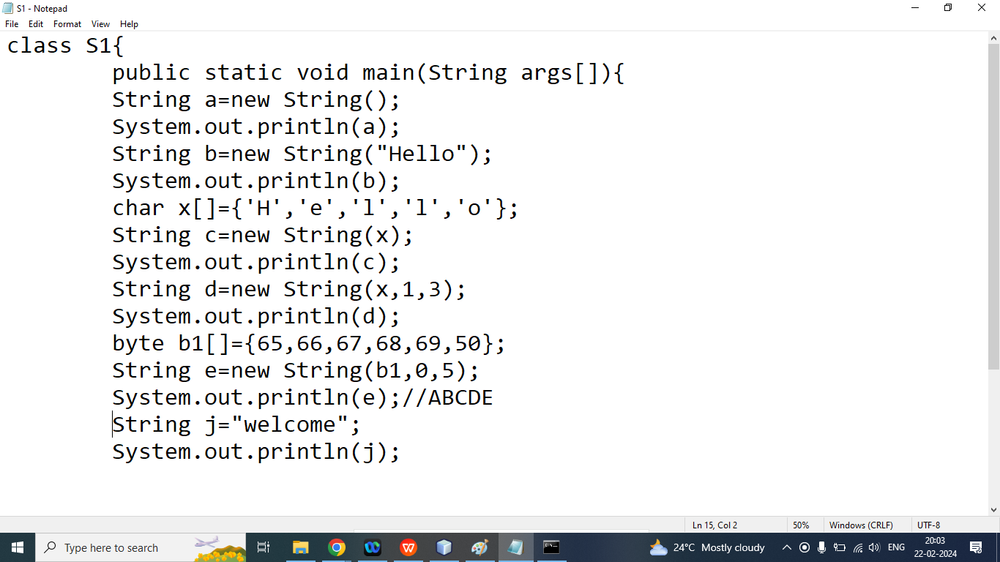 S1 - Notepad
File Edit Format View Help
class S1{
public static void main(String args[]){
String a=new String();
System.out.println(a);
String b=new String("Hello");
System.out.println(b);
char x[]={'H','e','l','l','o'};
String c=new String(x);
System.out.println(c);
String d=new String(x,1,3);
System.out.println(d);
byte b1[]={65,66,67,68,69,50};
String e=new String(b1,0,5);
System.out.println(e);//ABCDE
String j="welcome";
System.out.println(j);
Ln 15, Col 2 50% Windows (CRLF) UTF-8
Type here to search 24°C Mostly cloudy ENG 20:03
22-02-2024